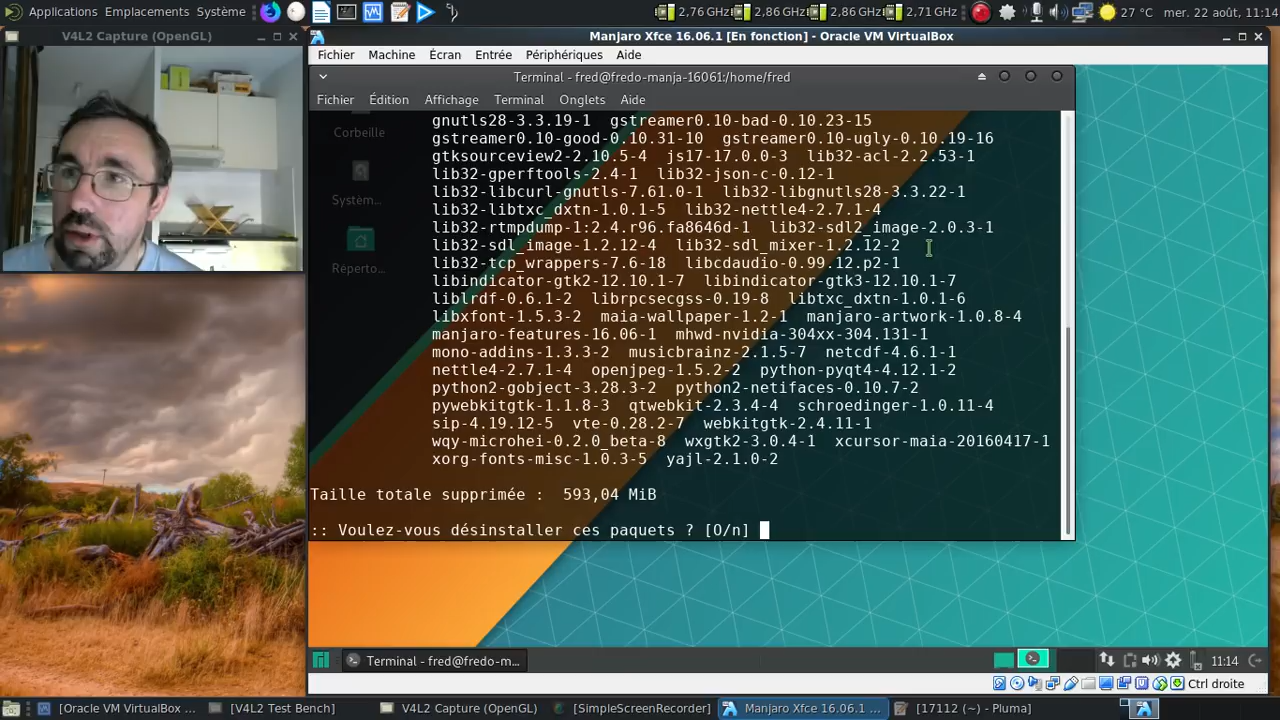 Applications Emplacements Système
2,76 GHz 2,86 GHz 2,86 GHz 2,71 GHz 27 °C mer. 22 août, 11:14
V4L2 Capture (OpenGL)
Manjaro Xfce 16.06.1 [En fonction] - Oracle VM VirtualBox
Fichier Machine Écran Entrée Périphériques Aide
Terminal - fred@fredo-manja-16061:/home/fred
Fichier Édition Affichage Terminal Onglets Aide
Corbeille
Systèm...
Réperto...
gnutls28-3.3.19-1 gstreamer0.10-bad-0.10.23-15
gstreamer0.10-good-0.10.31-10 gstreamer0.10-ugly-0.10.19-16
gtksourceview2-2.10.5-4 js17-17.0.0-3 lib32-acl-2.2.53-1
lib32-gperftools-2.4-1 lib32-json-c-0.12-1
lib32-libcurl-gnutls-7.61.0-1 lib32-libgnutls28-3.3.22-1
lib32-libtxc_dxtn-1.0.1-5 lib32-nettle4-2.7.1-4
lib32-rtmpdump-1:2.4.r96.fa8646d-1 lib32-sdl2_image-2.0.3-1
lib32-sdl_image-1.2.12-4 lib32-sdl_mixer-1.2.12-2
lib32-tcp_wrappers-7.6-18 libcdaudio-0.99.12.p2-1
libindicator-gtk2-12.10.1-7 libindicator-gtk3-12.10.1-7
liblrdf-0.6.1-2 librpcsecgss-0.19-8 libtxc_dxtn-1.0.1-6
libxfont-1.5.3-2 maia-wallpaper-1.2-1 manjaro-artwork-1.0.8-4
manjaro-features-16.06-1 mhwd-nvidia-304xx-304.131-1
mono-addins-1.3.3-2 musicbrainz-2.1.5-7 netcdf-4.6.1-1
nettle4-2.7.1-4 openjpeg-1.5.2-2 python-pyqt4-4.12.1-2
python2-gobject-3.28.3-2 python2-netifaces-0.10.7-2
pywebkitgtk-1.1.8-3 qtwebkit-2.3.4-4 schroedinger-1.0.11-4
sip-4.19.12-5 vte-0.28.2-7 webkitgtk-2.4.11-1
wqy-microhei-0.2.0_beta-8 wxgtk2-3.0.4-1 xcursor-maia-20160417-1
xorg-fonts-misc-1.0.3-5 yajl-2.1.0-2
Taille totale supprimée : 593,04 MiB
:: Voulez-vous désinstaller ces paquets ? [O/n]
Terminal - fred@fredo-m...
11:14
Ctrl droite
[Oracle VM VirtualBox ... [V4L2 Test Bench] V4L2 Capture (OpenGL) [SimpleScreenRecorder] Manjaro Xfce 16.06.1 ... [17112 (~) - Pluma]